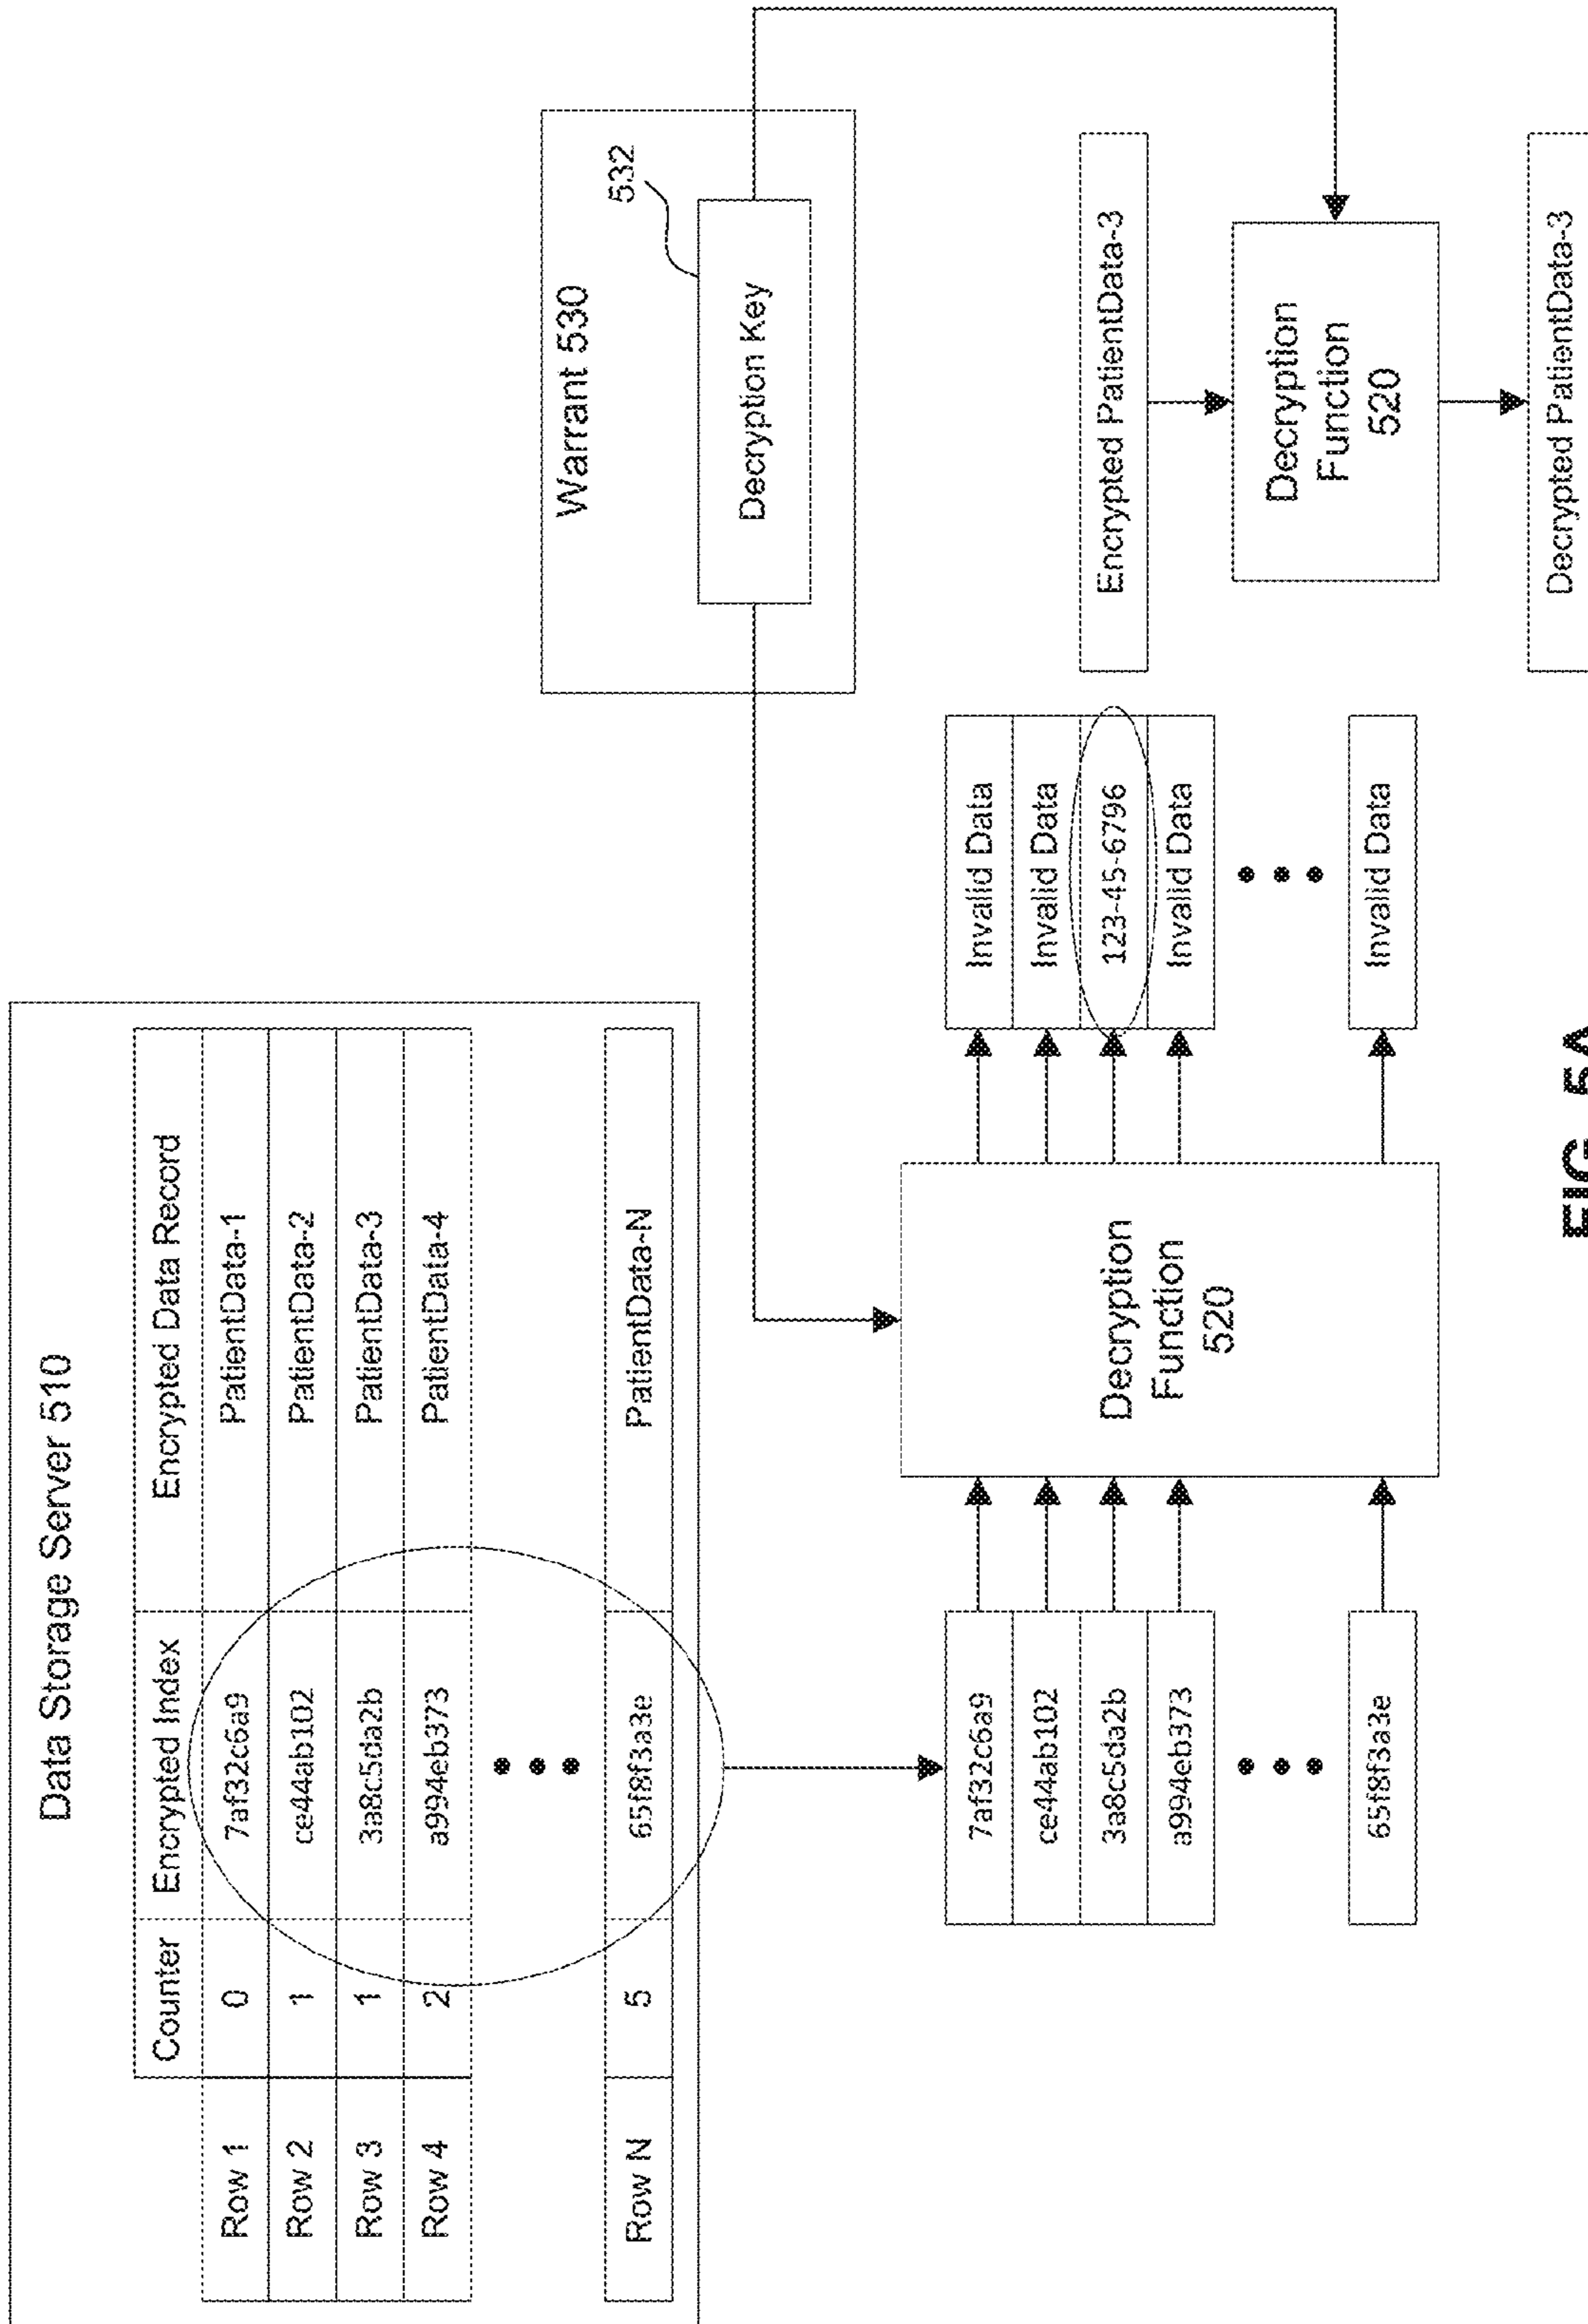 Data Storage Server 510
Counter Encrypted Index Encrypted Data Record
Row 1 0 7af32c6a9 PatientData-1
Row 2 1 ce44ab102 PatientData-2
Row 3 1 3a8c5da2b PatientData-3
Row 4 2 a994eb373 PatientData-4
Row N 5 65f8f3a3e PatientData-N
Warrant 530
532
Decryption Key
7af32c6a9
ce44ab102
3a8c5da2b
a994eb373
65f8f3a3e
Decryption
Function
520
Invalid Data
Invalid Data
123-45-6796
Invalid Data
Invalid Data
Encrypted PatientData-3
Decryption
Function
520
Decrypted PatientData-3
FIG. 5A